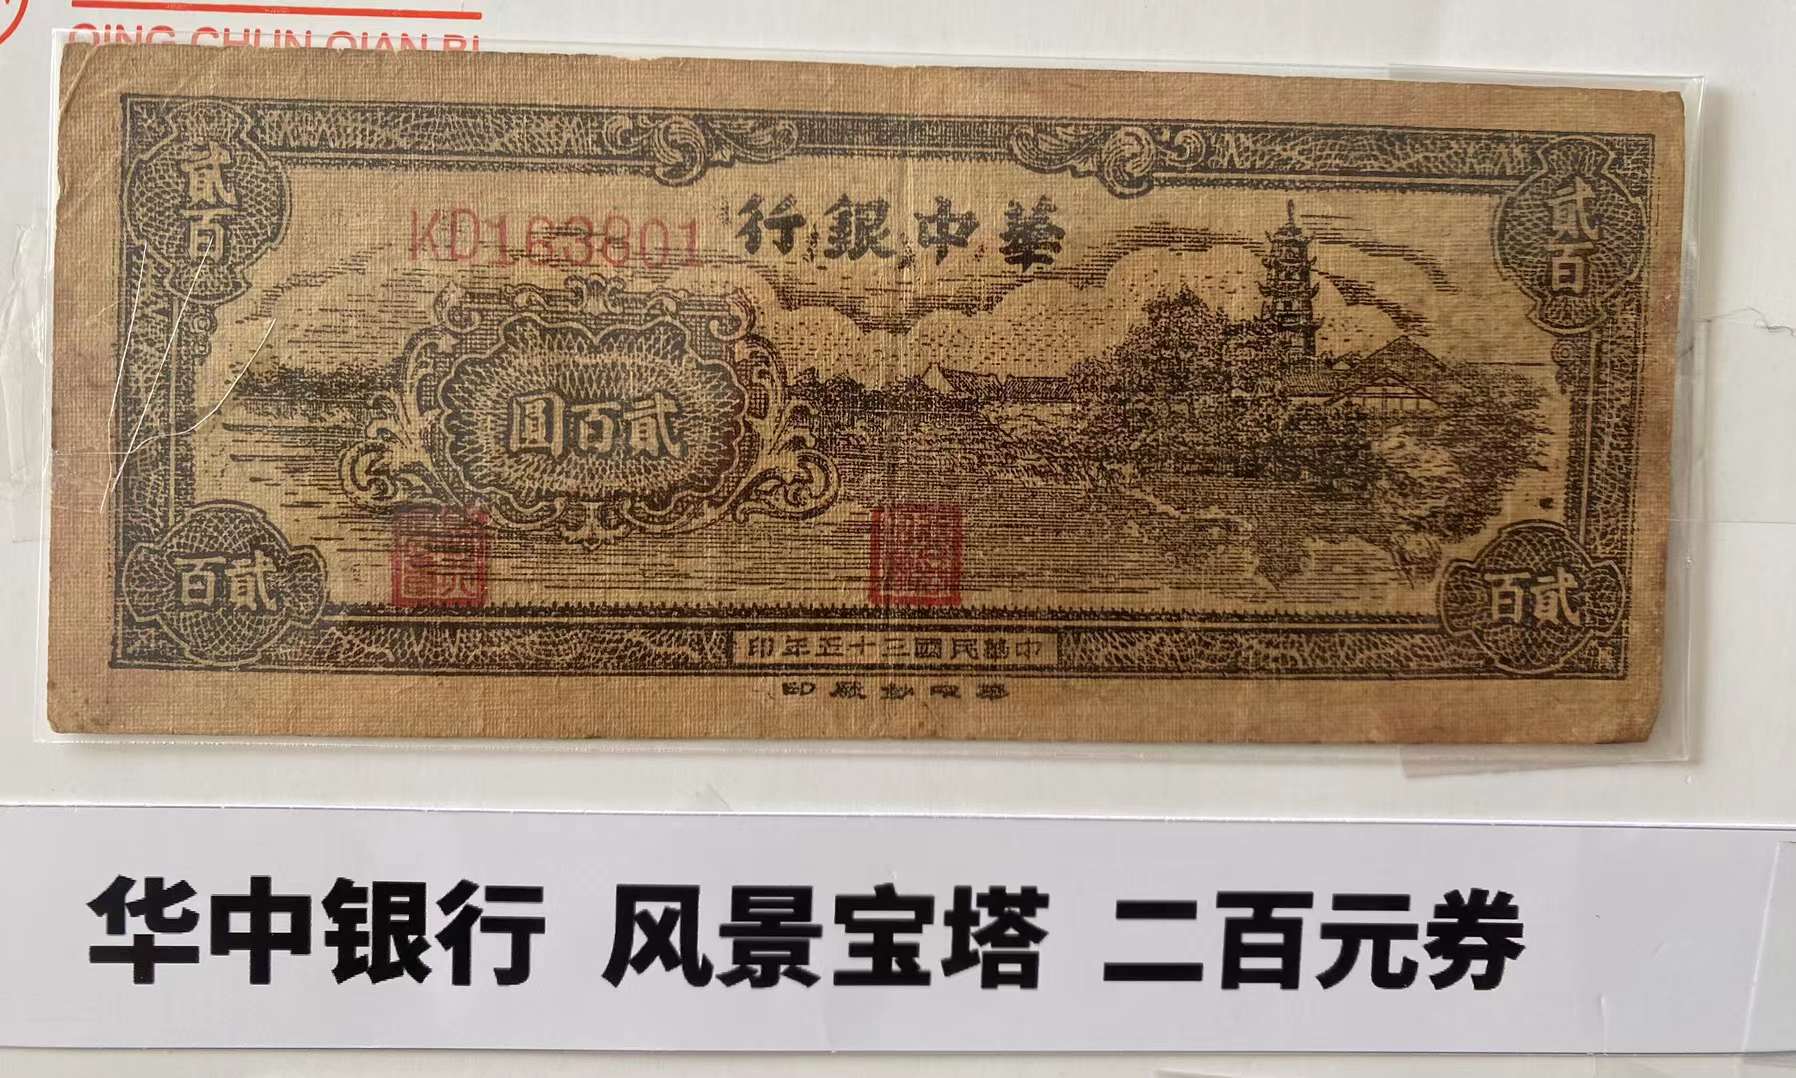 QING CHUN QIAN BI
貳百
貳百
華中銀行
KD163801
貳百圓
貳百
貳百
中華民國三十五年印
华中银行 风景宝塔 二百元券